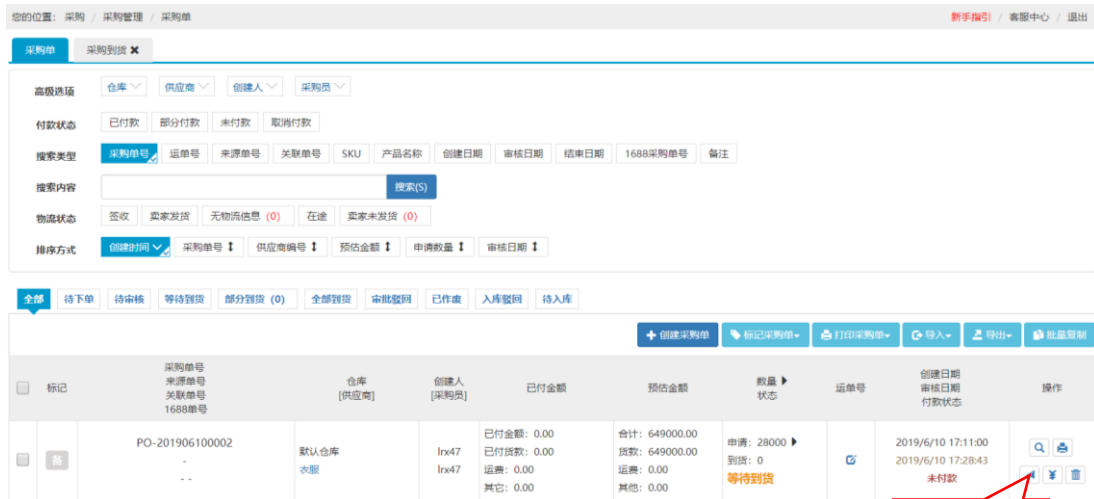 您的位置: 采购 / 采购管理 / 采购单 新手指引 / 客服中心 / 退出
采购单 采购到货 ✖
高级选项 仓库 供应商 创建人 采购员
付款状态 已付款 部分付款 未付款 取消付款
搜索类型 采购单号 运单号 来源单号 关联单号 SKU 产品名称 创建日期 审核日期 结束日期 1688采购单号 备注
搜索内容 搜索(S)
物流状态 签收 卖家发货 无物流信息 (0) 在途 卖家未发货 (0)
排序方式 创建时间 采购单号 供应商编号 预估金额 申请数量 审核日期
全部 待下单 待审核 等待到货 部分到货 (0) 全部到货 审批驳回 已作废 入库驳回 待入库
创建采购单 标记采购单 打印采购单 导入 导出 批量复制
标记
采购单号
来源单号
关联单号
1688单号
仓库
[供应商]
创建人
[采购员]
已付金额
预估金额
数量
状态
运单号
创建日期
审核日期
付款状态
操作
备
PO-201906100002
-
- -
默认仓库
衣服
lrx47
lrx47
已付金额: 0.00
已付货款: 0.00
运费: 0.00
其它: 0.00
合计: 649000.00
货款: 649000.00
运费: 0.00
其他: 0.00
申请: 28000
到货: 0
等待到货
2019/6/10 17:11:00
2019/6/10 17:28:43
未付款
¥